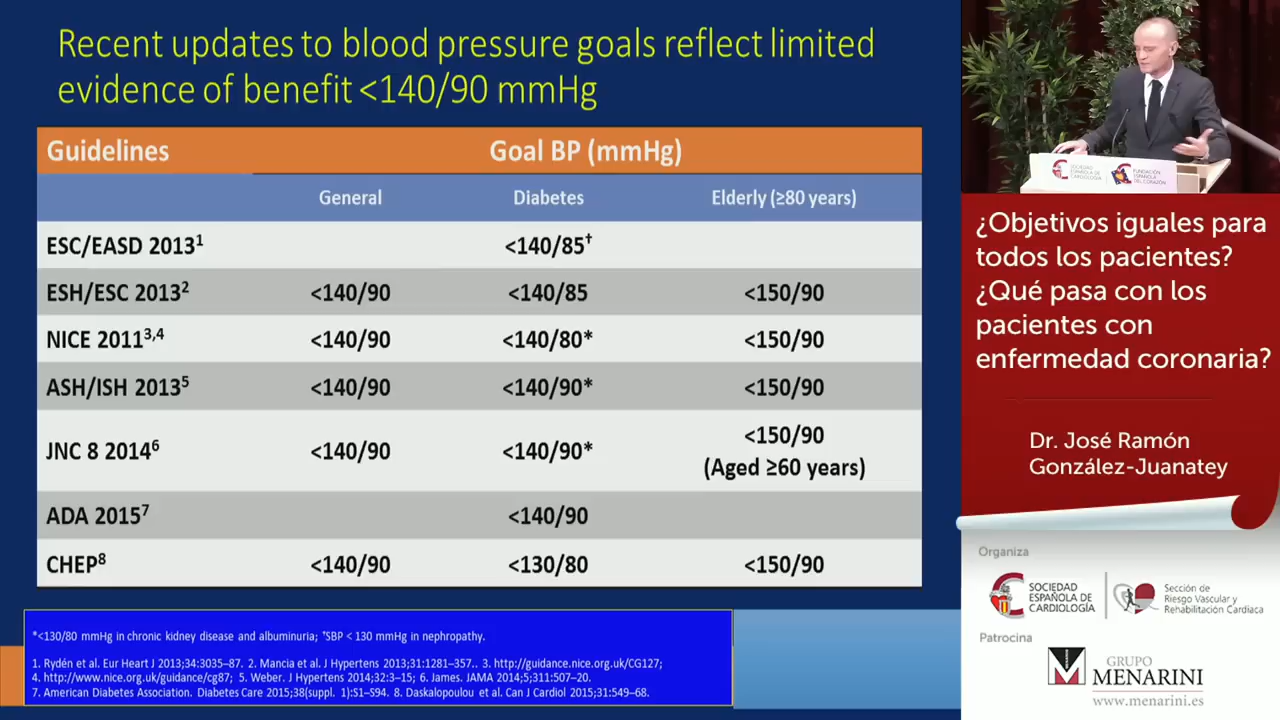 Recent updates to blood pressure goals reflect limited
evidence of benefit <140/90 mmHg
Guidelines Goal BP (mmHg)
General Diabetes Elderly (≥80 years)
ESC/EASD 2013¹ <140/85†
ESH/ESC 2013² <140/90 <140/85 <150/90
NICE 2011³,⁴ <140/90 <140/80* <150/90
ASH/ISH 2013⁵ <140/90 <140/90* <150/90
JNC 8 2014⁶ <140/90 <140/90* <150/90
(Aged ≥60 years)
ADA 2015⁷ <140/90
CHEP⁸ <140/90 <130/80 <150/90
*<130/80 mmHg in chronic kidney disease and albuminuria; †SBP < 130 mmHg in nephropathy.
1. Rydén et al. Eur Heart J 2013;34:3035–87. 2. Mancia et al. J Hypertens 2013;31:1281–357.. 3. http://guidance.nice.org.uk/CG127;
4. http://www.nice.org.uk/guidance/cg87; 5. Weber. J Hypertens 2014;32:3–15; 6. James. JAMA 2014;5;311:507–20.
7. American Diabetes Association. Diabetes Care 2015;38(suppl. 1):S1–S94. 8. Daskalopoulou et al. Can J Cardiol 2015;31:549–68.
SOCIEDAD
ESPAÑOLA DE
CARDIOLOGÍA
FUNDACIÓN
ESPAÑOLA
DEL CORAZÓN
¿Objetivos iguales para
todos los pacientes?
¿Qué pasa con los
pacientes con
enfermedad coronaria?
Dr. José Ramón
González-Juanatey
Organiza
SOCIEDAD
ESPAÑOLA DE
CARDIOLOGÍA
Sección de
Riesgo Vascular y
Rehabilitación Cardiaca
Patrocina
GRUPO
MENARINI
www.menarini.es